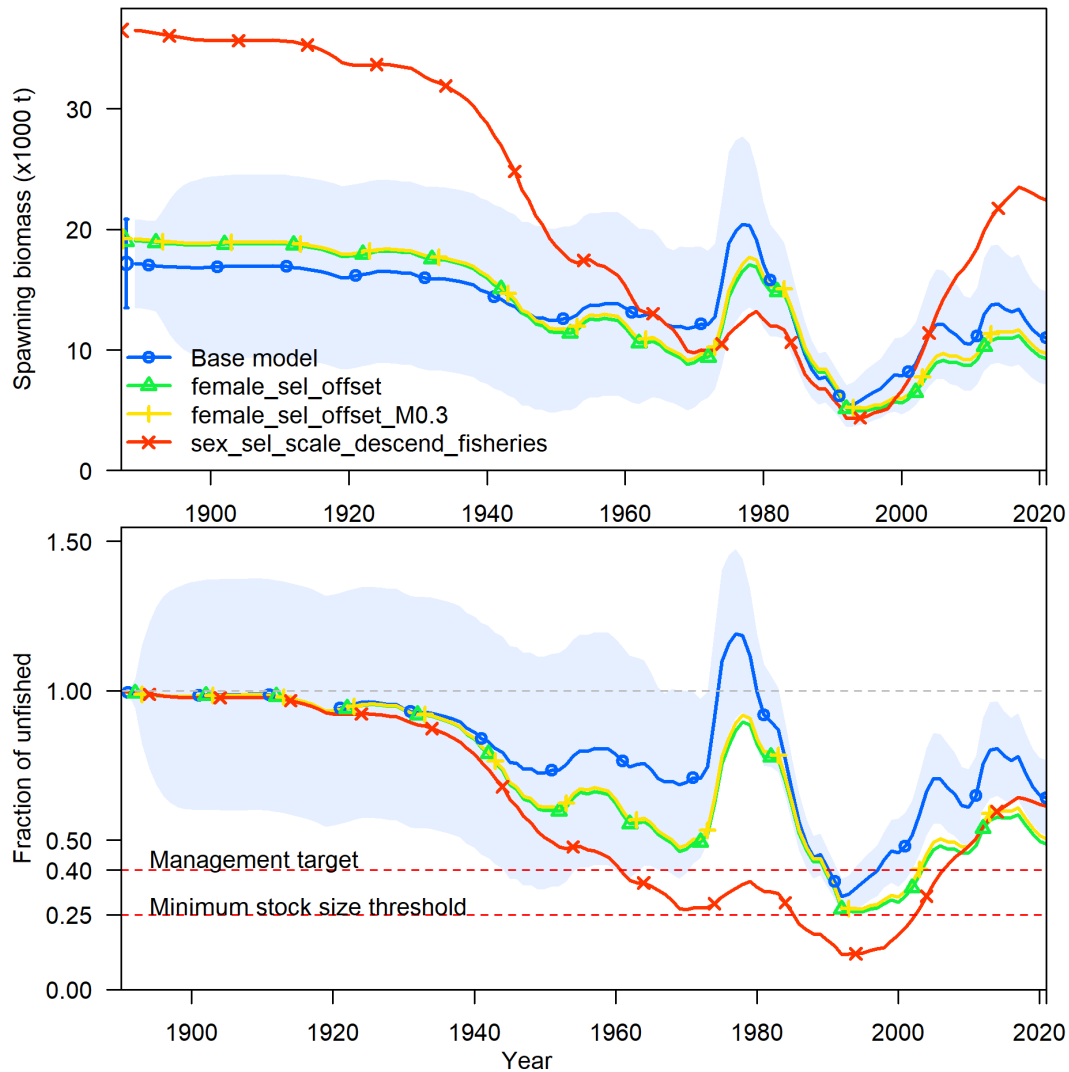 Spawning biomass (x1000 t)
30
20
10
0
Base model
female_sel_offset
female_sel_offset_M0.3
sex_sel_scale_descend_fisheries
1900 1920 1940 1960 1980 2000 2020
Fraction of unfished
1.50
1.00
0.50
0.40
0.25
0.00
Management target
Minimum stock size threshold
1900 1920 1940 1960 1980 2000 2020
Year